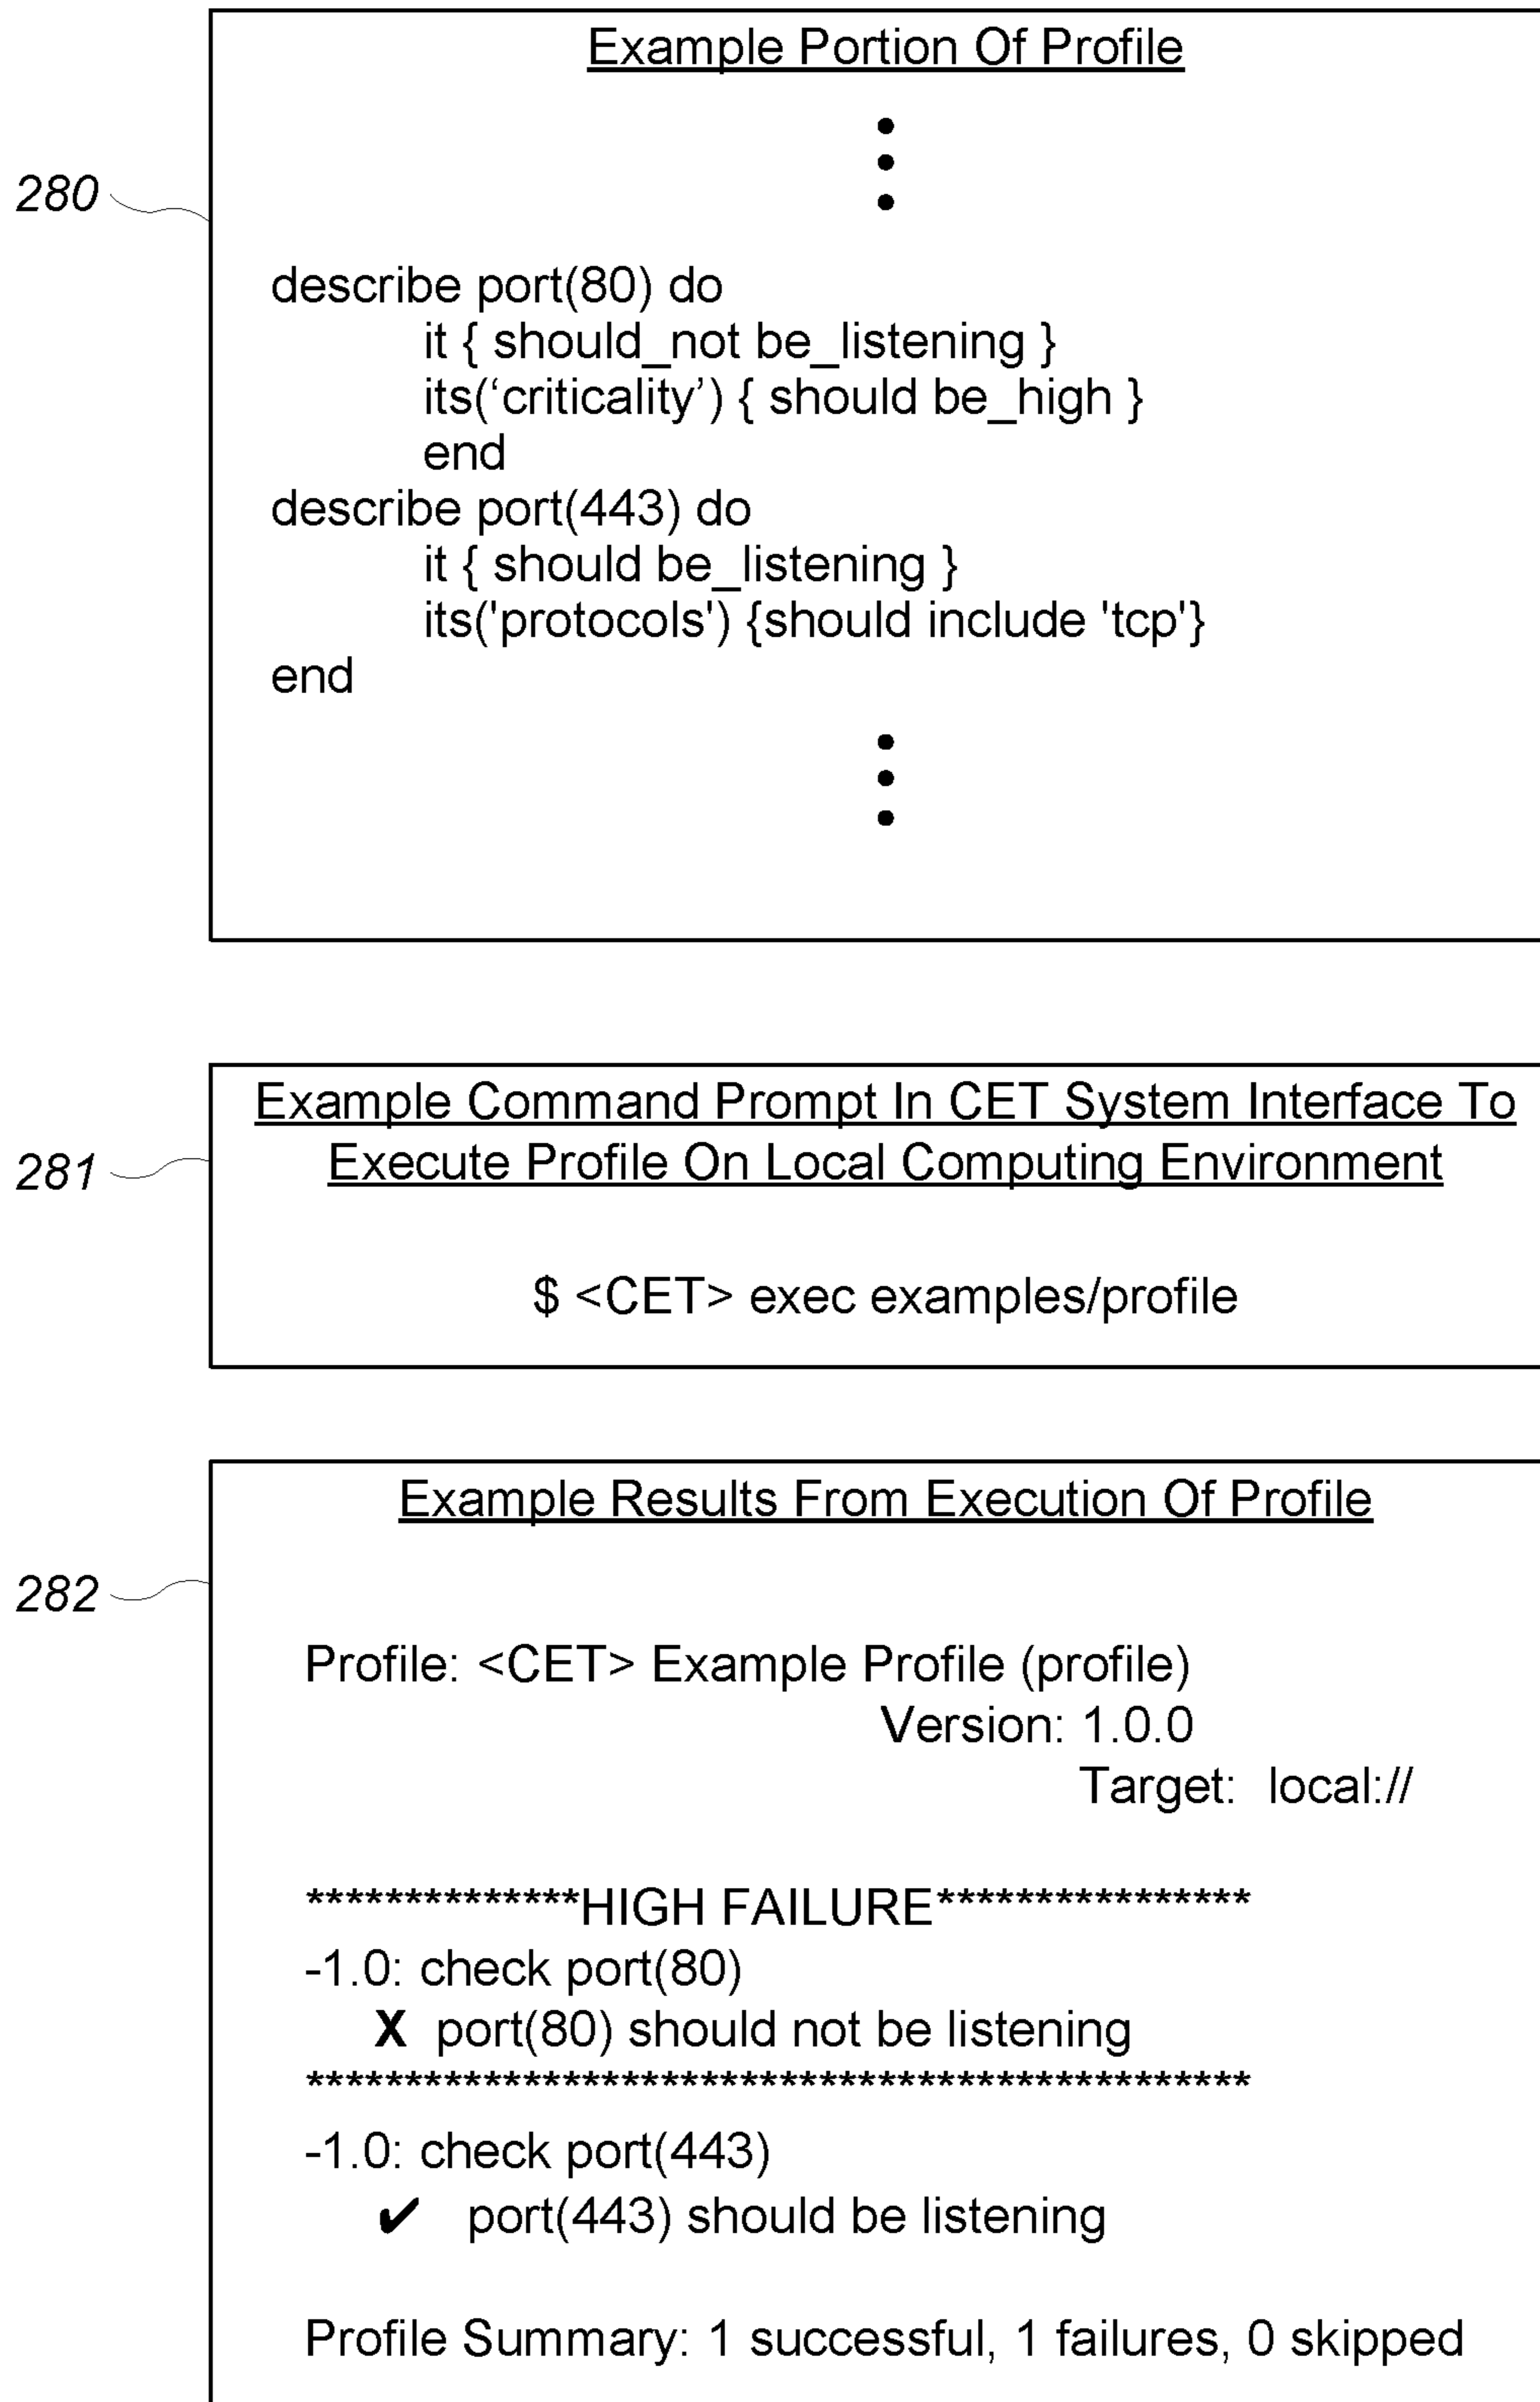 Example Portion Of Profile
280
describe port(80) do
it { should_not be_listening }
its(‘criticality’) { should be_high }
end
describe port(443) do
it { should be_listening }
its('protocols') {should include 'tcp'}
end
Example Command Prompt In CET System Interface To
Execute Profile On Local Computing Environment
281
$ <CET> exec examples/profile
Example Results From Execution Of Profile
282
Profile: <CET> Example Profile (profile)
Version: 1.0.0
Target: local://
**************HIGH FAILURE****************
-1.0: check port(80)
X port(80) should not be listening
************************************************
-1.0: check port(443)
✔ port(443) should be listening
Profile Summary: 1 successful, 1 failures, 0 skipped